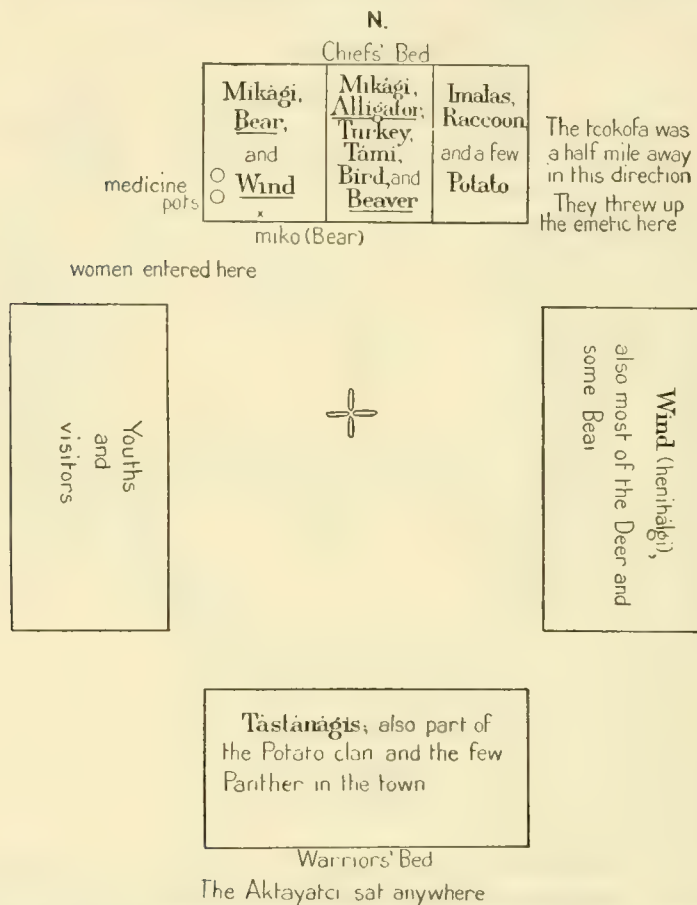 N.
Chiefs' Bed
Mikági,
Bear,
and
Wind
x
Mikági,
Alligator,
Turkey,
Támi,
Bird, and
Beaver
Imalas,
Raccoon
and a few
Potato
medicine
pots
miko (Bear)
The tcokofa was
a half mile away
in this direction
They threw up
the emetic here
women entered here
Youths
and
visitors
Wind (henihálgi),
also most of the Deer and
some Bear
Tástánágis; also part of
the Potato clan and the few
Panther in the town
Warriors' Bed
The Aktayatci sat anywhere